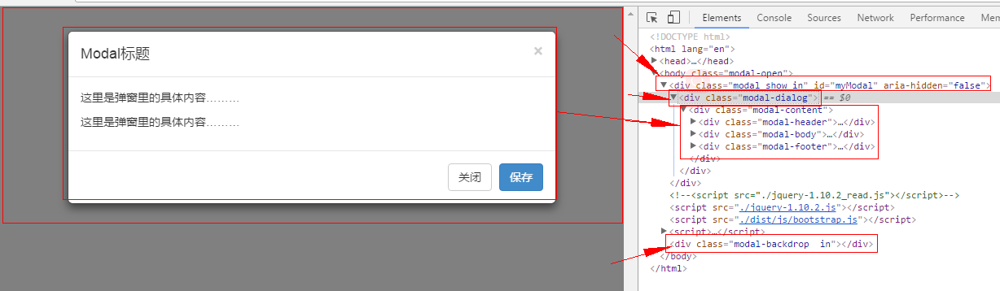 Modal标题
×
这里是弹窗里的具体内容………
这里是弹窗里的具体内容………
关闭 保存
Elements Console Sources Network Performance Mem
<!DOCTYPE html>
<html lang="en">
▶<head>…</head>
▼<body class="modal-open">
▼<div class="modal show in" id="myModal" aria-hidden="false">
▼<div class="modal-dialog"> == $0
▼<div class="modal-content">
▶<div class="modal-header">…</div>
▶<div class="modal-body">…</div>
▶<div class="modal-footer">…</div>
</div>
</div>
</div>
<!--<script src="./jquery-1.10.2_read.js"></script>-->
<script src="./jquery-1.10.2.js"></script>
<script src="./dist/js/bootstrap.js"></script>
▶<script>…</script>
<div class="modal-backdrop  in"></div>
</body>
</html>